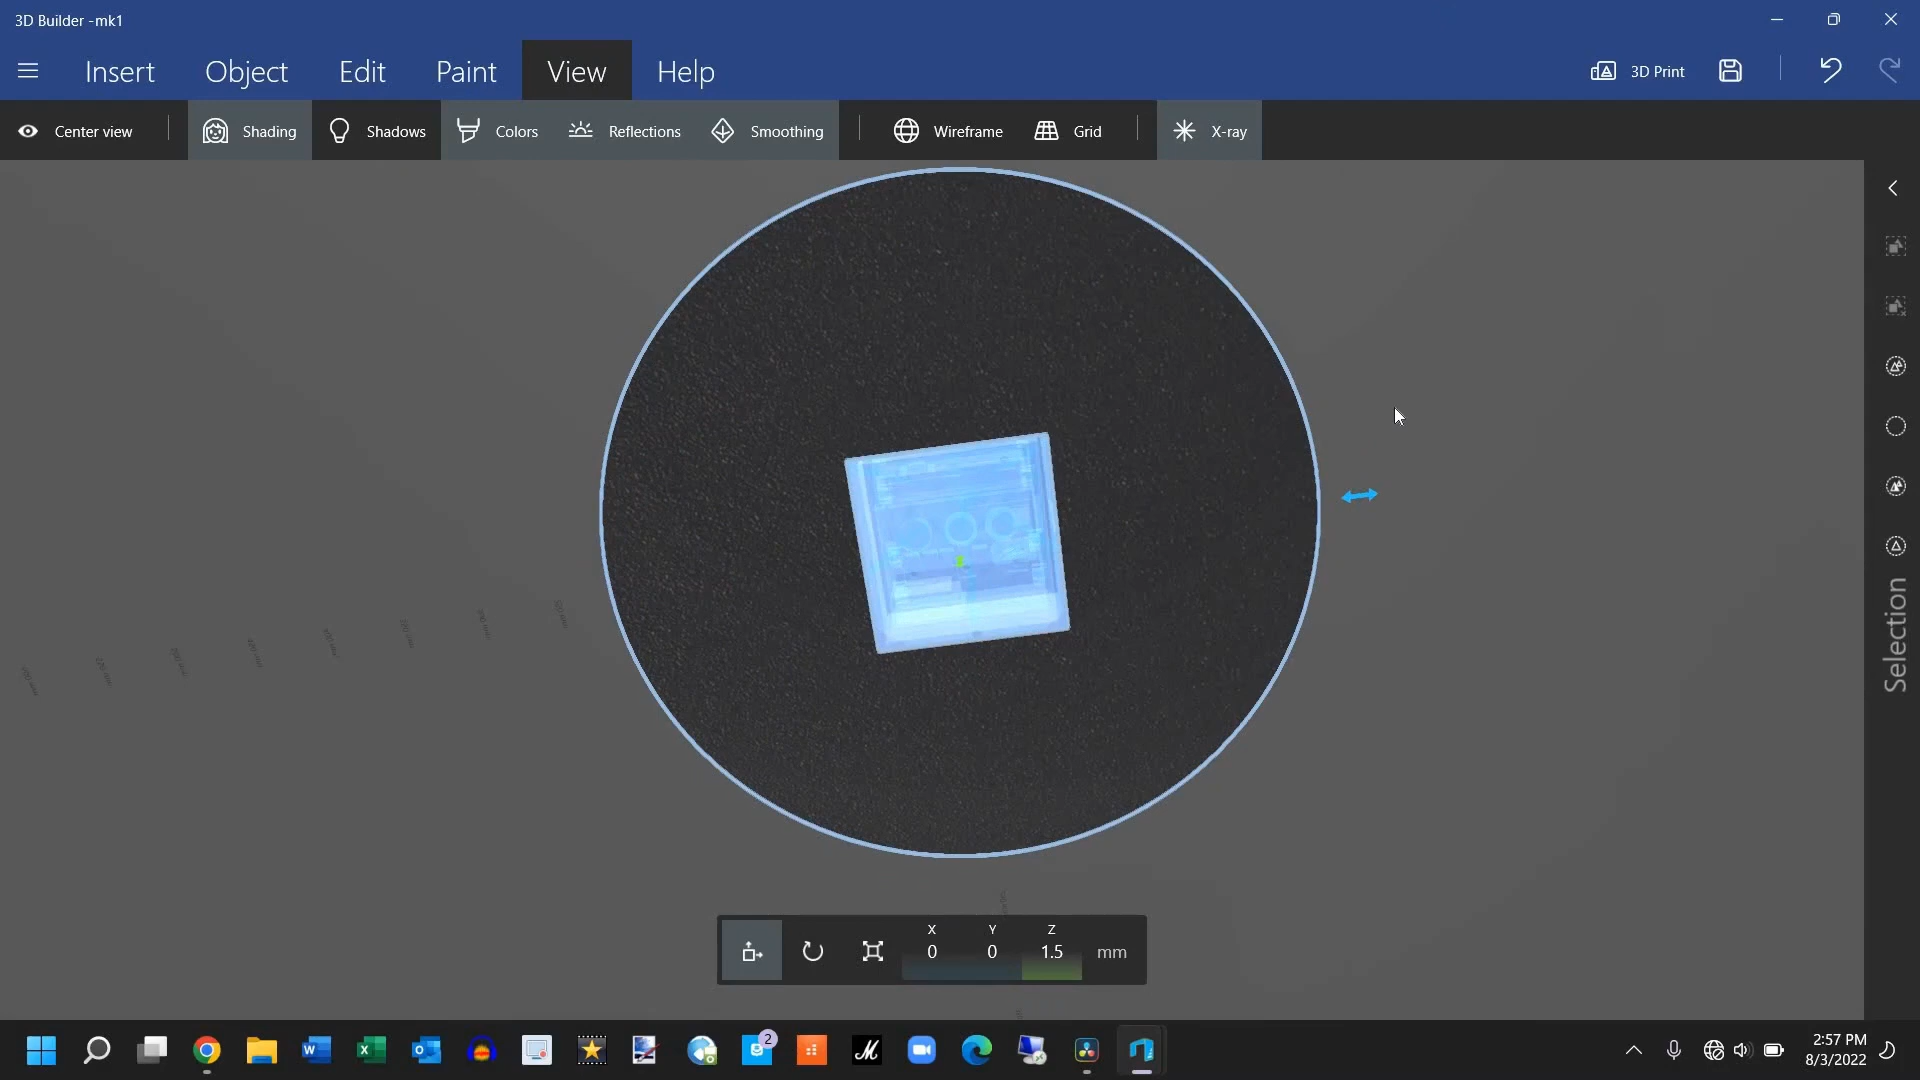 3D Builder -mk1
Insert Object Edit Paint View Help 3D Print
Center view Shading Shadows Colors Reflections Smoothing Wireframe Grid X-ray
Selection
X Y Z
0 0 1.5 mm
2
2:57 PM
8/3/2022